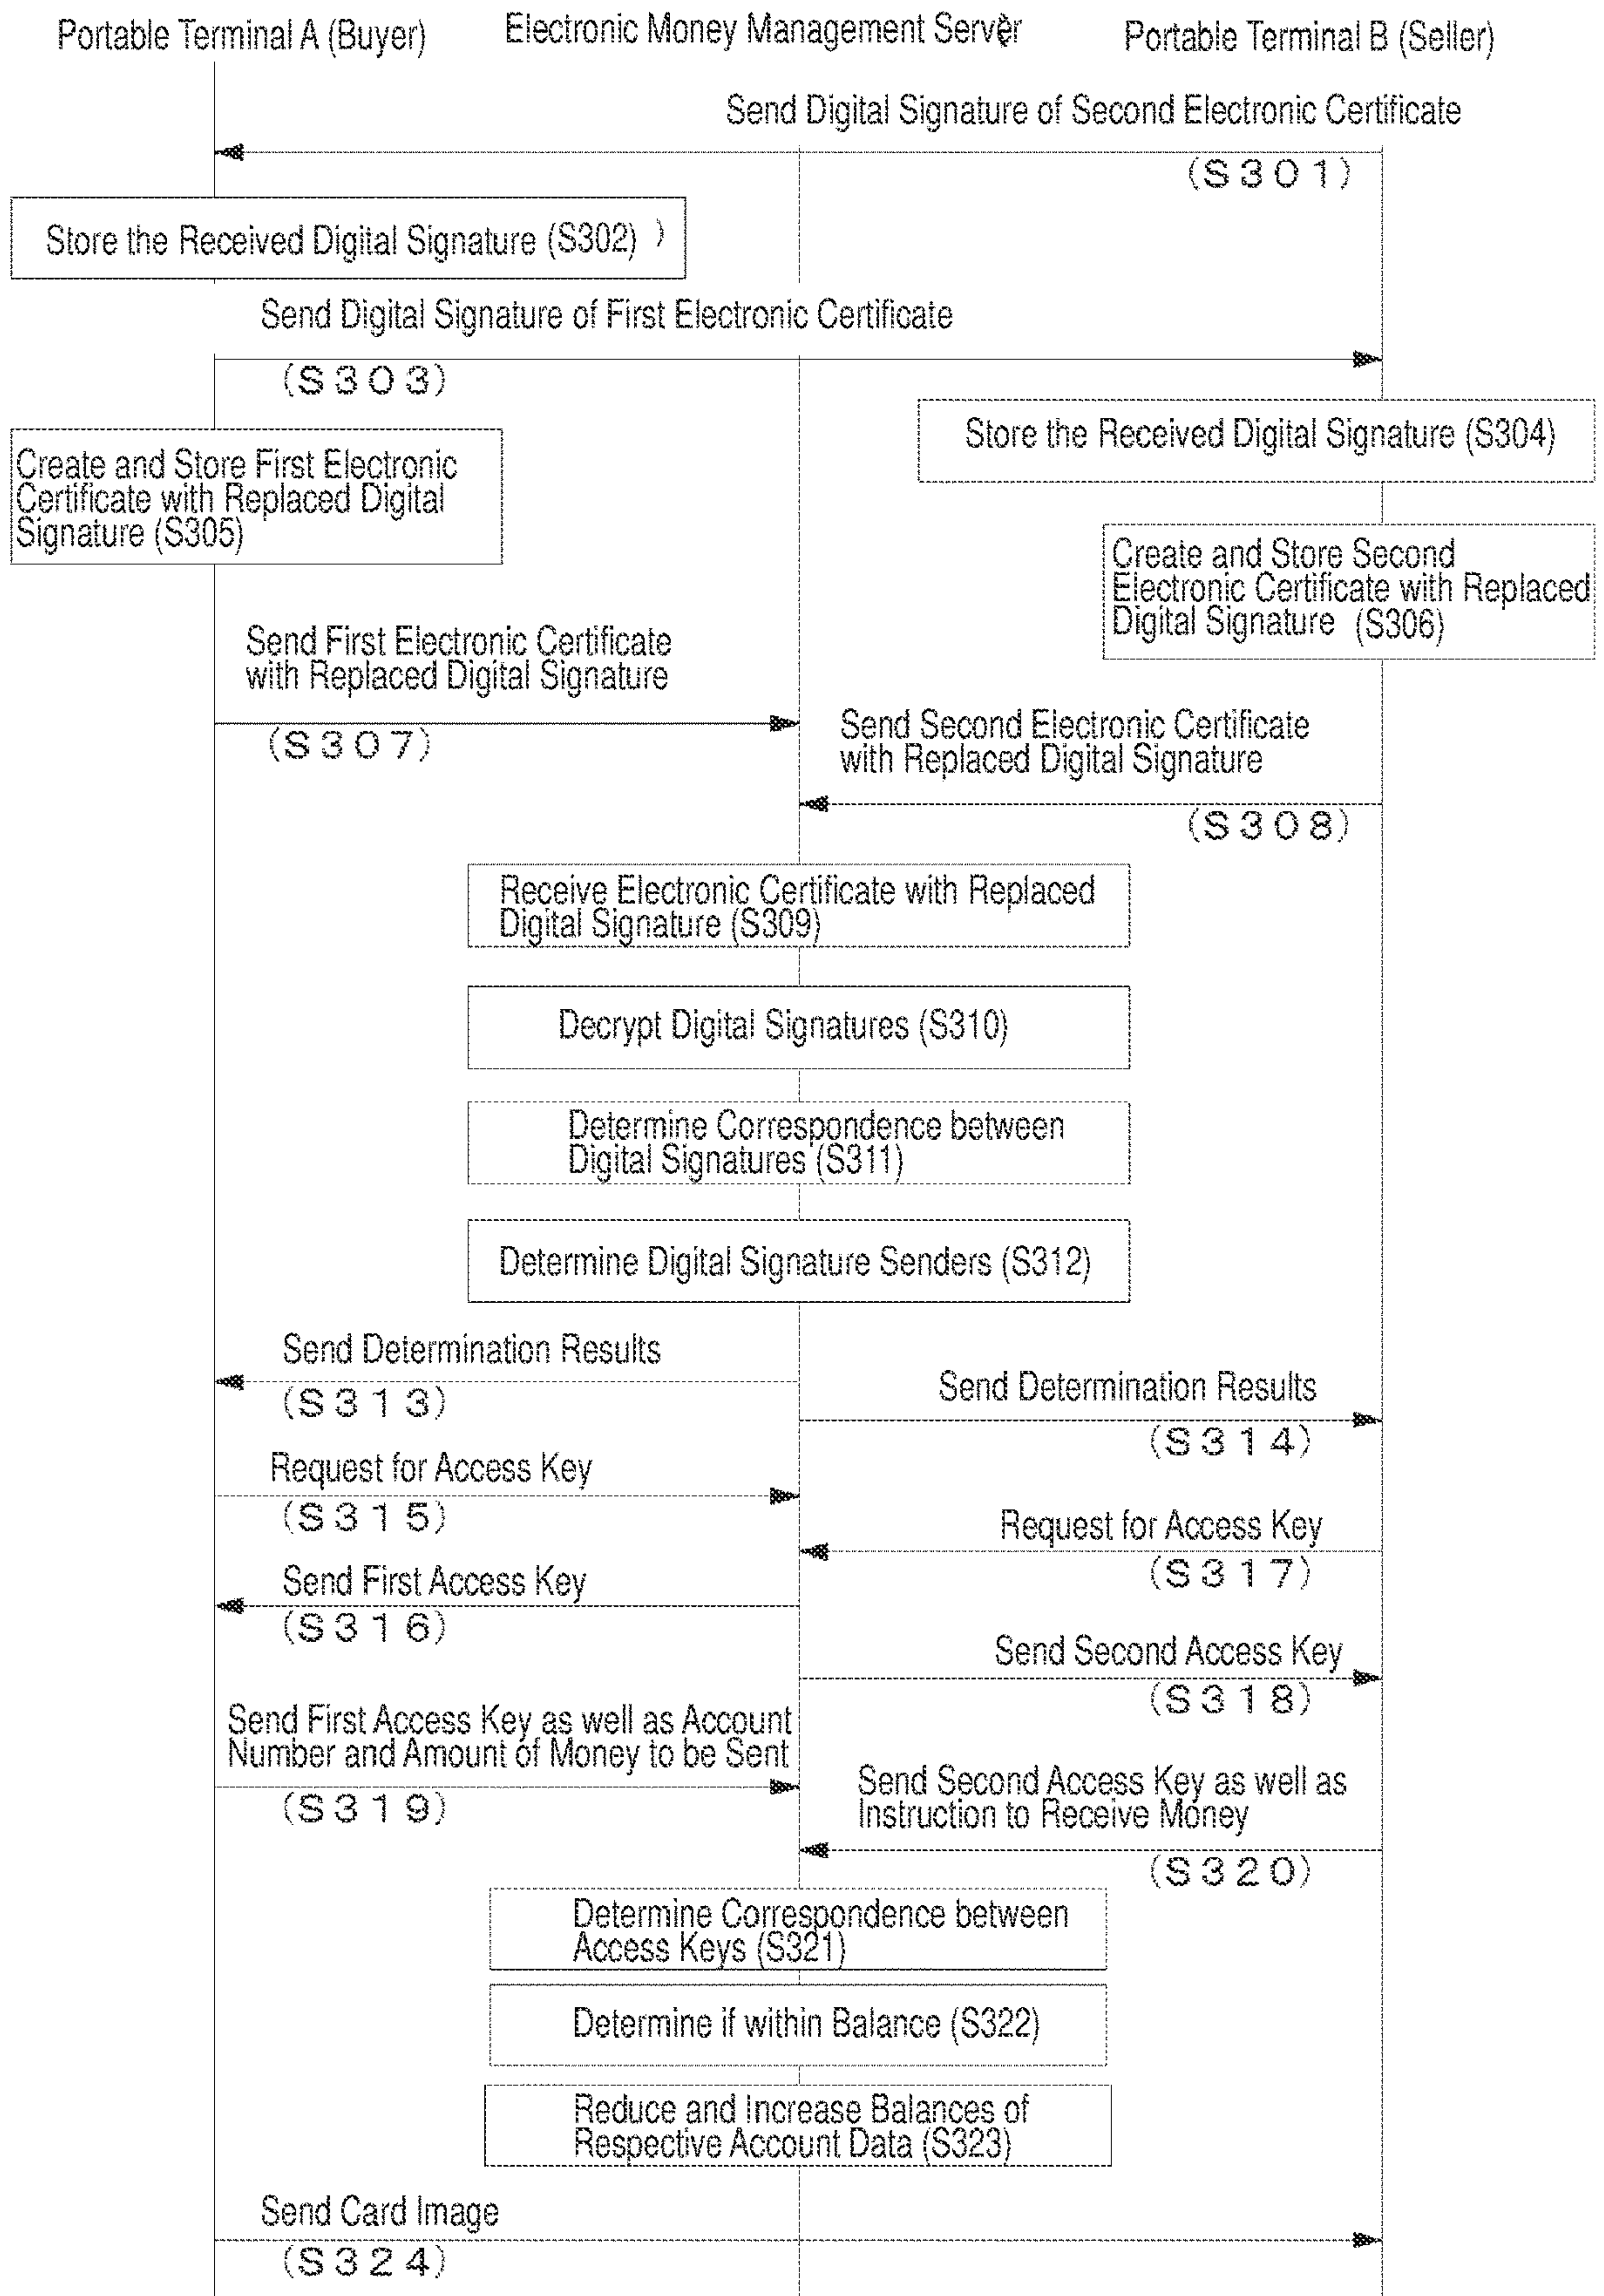 Portable Terminal A (Buyer)
Electronic Money Management Server )
Portable Terminal B (Seller)
Send Digital Signature of Second Electronic Certificate
(S301)
Store the Received Digital Signature (S302) )
Send Digital Signature of First Electronic Certificate
(S303)
Store the Received Digital Signature (S304)
Create and Store First Electronic
Certificate with Replaced Digital
Signature (S305)
Create and Store Second
Electronic Certificate with Replaced
Digital Signature (S306)
Send First Electronic Certificate
with Replaced Digital Signature
(S307)
Send Second Electronic Certificate
with Replaced Digital Signature
(S308)
Receive Electronic Certificate with Replaced
Digital Signature (S309)
Decrypt Digital Signatures (S310)
Determine Correspondence between
Digital Signatures (S311)
Determine Digital Signature Senders (S312)
Send Determination Results
(S313)
Send Determination Results
(S314)
Request for Access Key
(S315)
Request for Access Key
(S317)
Send First Access Key
(S316)
Send Second Access Key
(S318)
Send First Access Key as well as Account
Number and Amount of Money to be Sent
(S319)
Send Second Access Key as well as
Instruction to Receive Money
(S320)
Determine Correspondence between
Access Keys (S321)
Determine if within Balance (S322)
Reduce and Increase Balances of
Respective Account Data (S323)
Send Card Image
(S324)